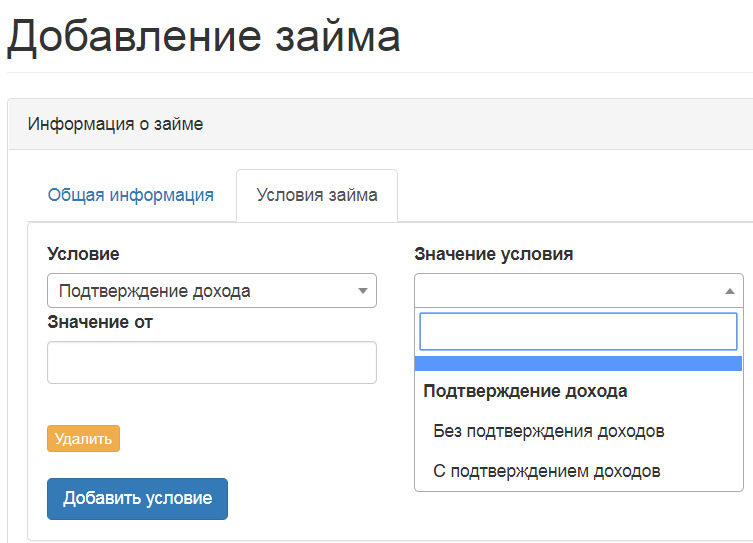 Добавление займа
Информация о займе
Общая информация
Условия займа
Условие
Значение условия
Подтверждение дохода
Значение от
Подтверждение дохода
Без подтверждения доходов
С подтверждением доходов
Удалить
Добавить условие